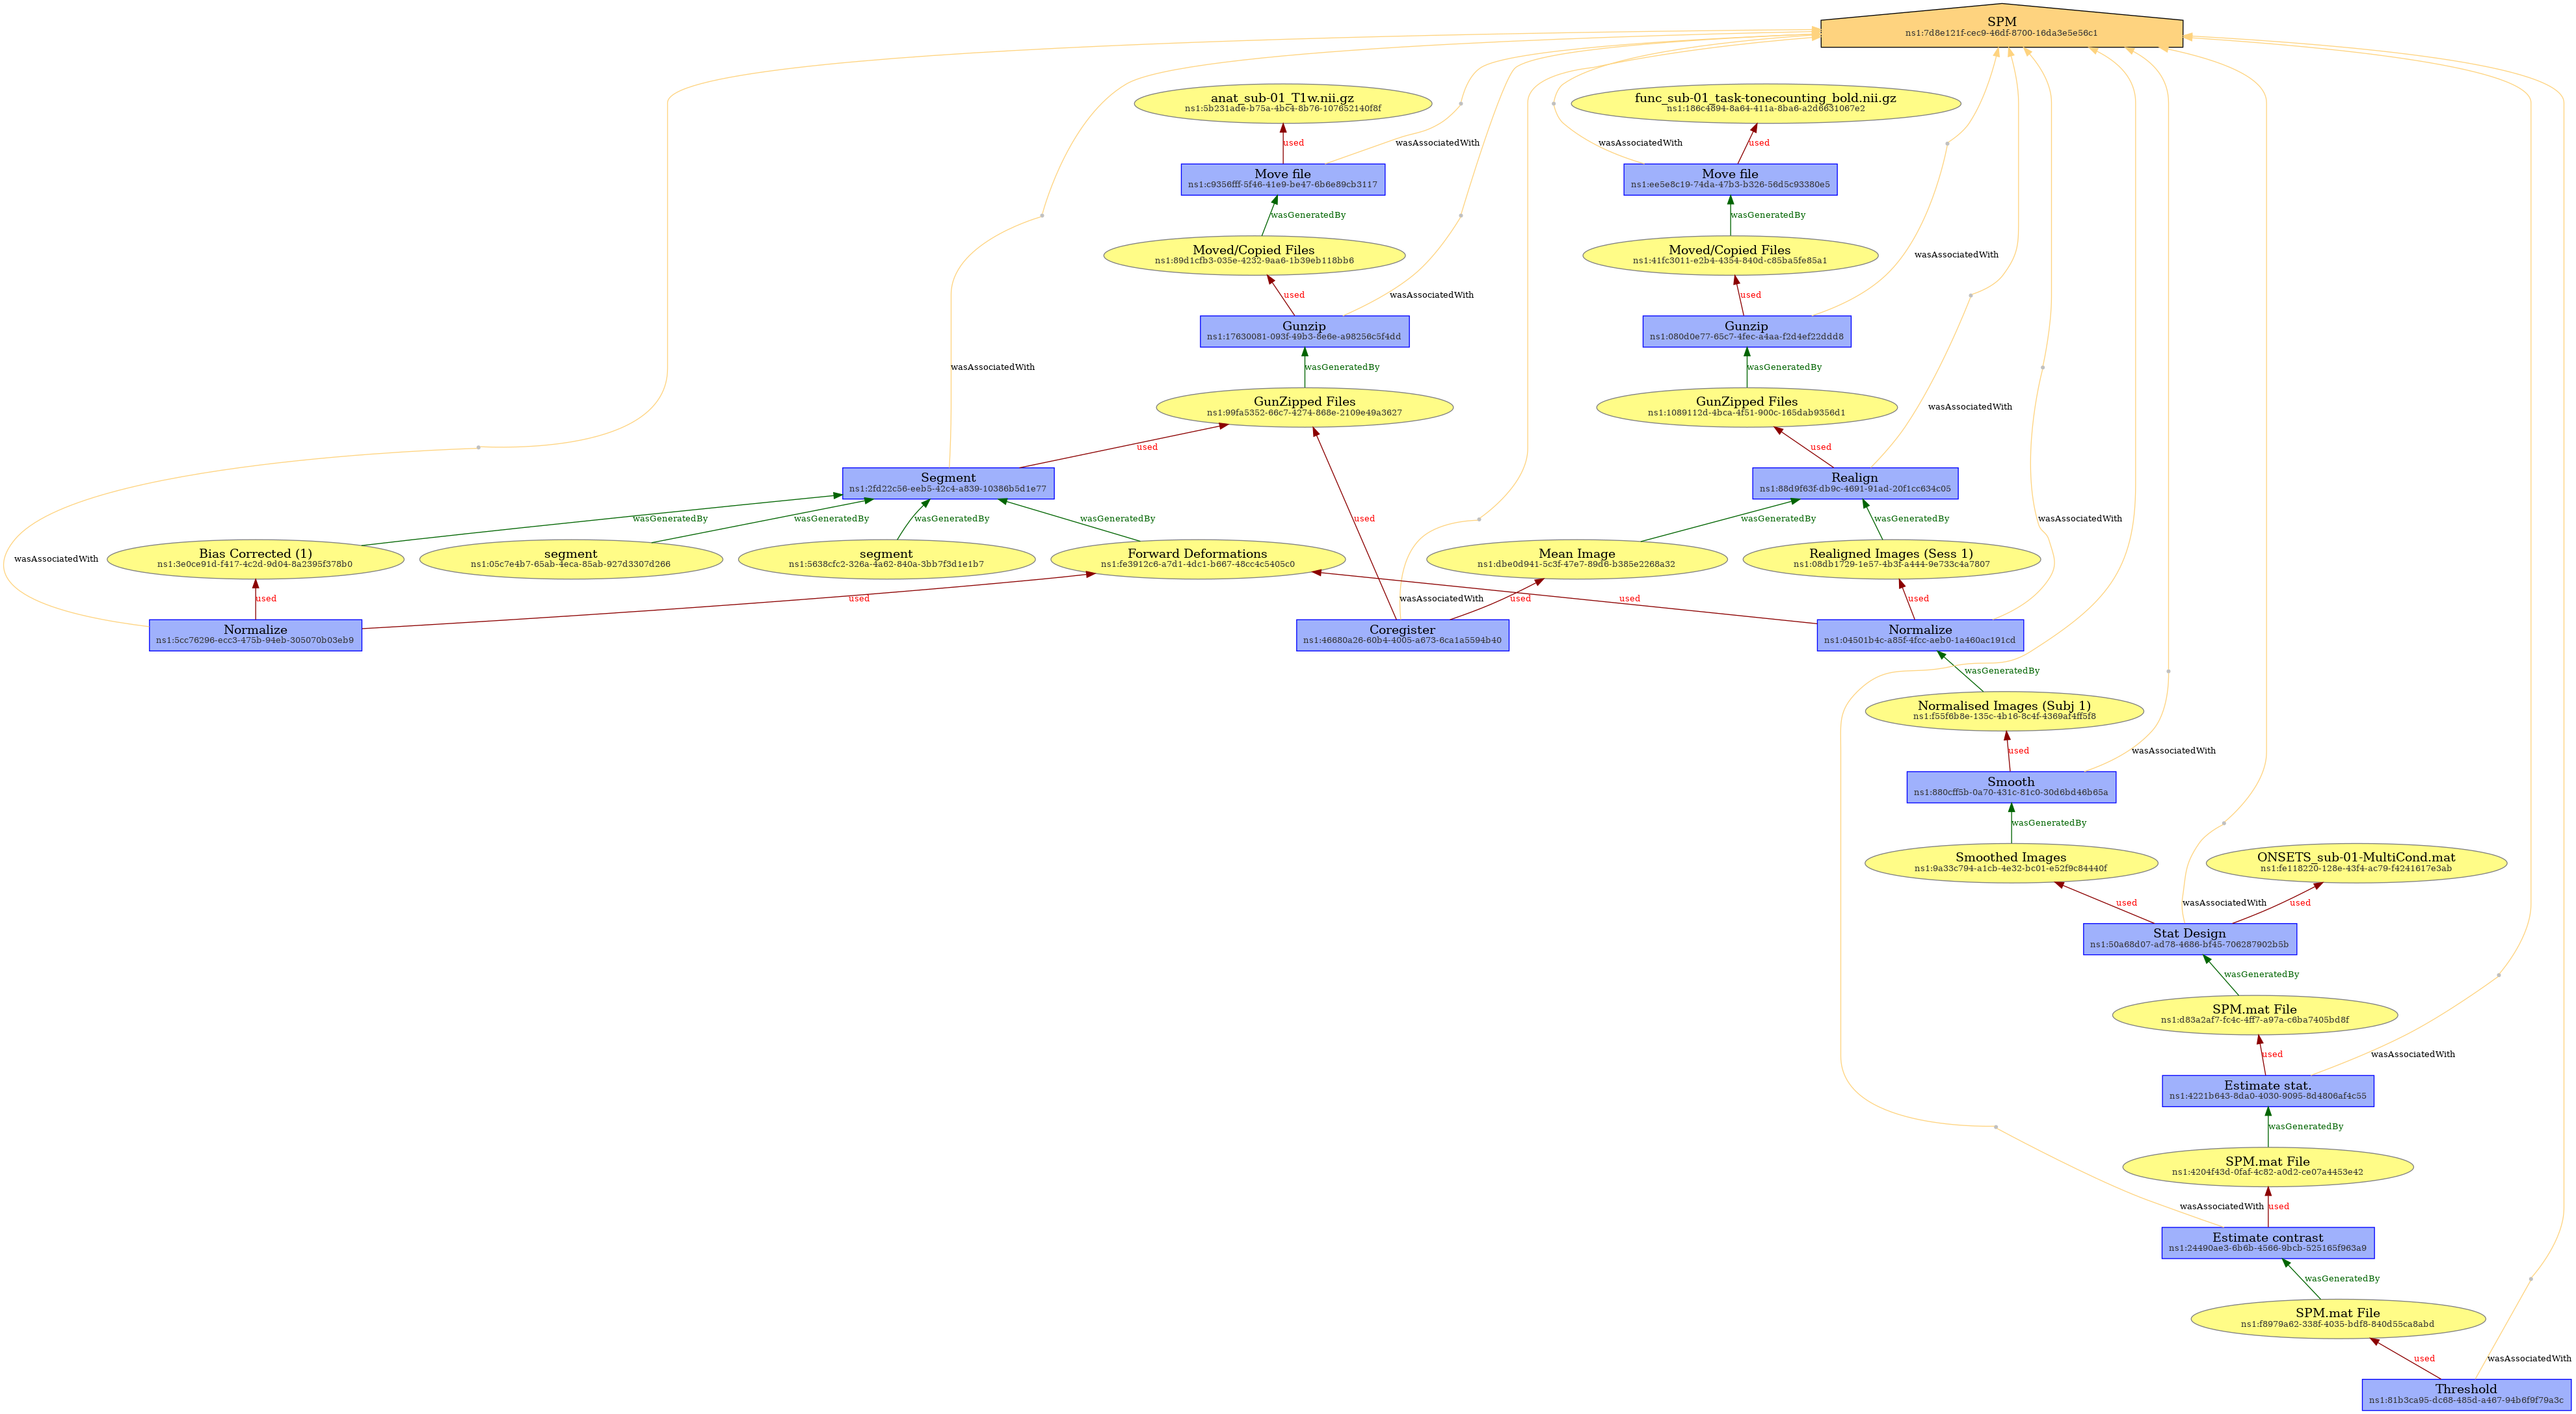 SPM
ns1:7d8e121f-cec9-46df-8700-16da3e5e56c1
anat_sub-01_T1w.nii.gz
ns1:5b231ade-b75a-4bc4-8b76-107652140f8f
func_sub-01_task-tonecounting_bold.nii.gz
ns1:186c4894-8a64-411a-8ba6-a2d6631067e2
used
wasAssociatedWith
wasAssociatedWith
used
Move file
ns1:c9356fff-5f46-41e9-be47-6b6e89cb3117
Move file
ns1:ee5e8c19-74da-47b3-b326-56d5c93380e5
wasGeneratedBy
wasGeneratedBy
Moved/Copied Files
ns1:89d1cfb3-035e-4232-9aa6-1b39eb118bb6
Moved/Copied Files
ns1:41fc3011-e2b4-4354-840d-c85ba5fe85a1
wasAssociatedWith
used
wasAssociatedWith
used
Gunzip
ns1:17630081-093f-49b3-8e6e-a98256c5f4dd
Gunzip
ns1:080d0e77-65c7-4fec-a4aa-f2d4ef22ddd8
wasAssociatedWith
wasGeneratedBy
wasGeneratedBy
GunZipped Files
ns1:99fa5352-66c7-4274-868e-2109e49a3627
GunZipped Files
ns1:1089112d-4bca-4f51-900c-165dab9356d1
wasAssociatedWith
used
used
Segment
ns1:2fd22c56-eeb5-42c4-a839-10386b5d1e77
Realign
ns1:88d9f63f-db9c-4691-91ad-20f1cc634c05
wasGeneratedBy
wasGeneratedBy
wasGeneratedBy
wasGeneratedBy
used
wasGeneratedBy
wasGeneratedBy
wasAssociatedWith
wasAssociatedWith
Bias Corrected (1)
ns1:3e0ce91d-f417-4c2d-9d04-8a2395f378b0
segment
ns1:05c7e4b7-65ab-4eca-85ab-927d3307d266
segment
ns1:5638cfc2-326a-4a62-840a-3bb7f3d1e1b7
Forward Deformations
ns1:fe3912c6-a7d1-4dc1-b667-48cc4c5405c0
Mean Image
ns1:dbe0d941-5c3f-47e7-89d6-b385e2268a32
Realigned Images (Sess 1)
ns1:08db1729-1e57-4b3f-a444-9e733c4a7807
used
used
wasAssociatedWith
used
used
used
Normalize
ns1:5cc76296-ecc3-475b-94eb-305070b03eb9
Coregister
ns1:46680a26-60b4-4005-a673-6ca1a5594b40
Normalize
ns1:04501b4c-a85f-4fcc-aeb0-1a460ac191cd
wasGeneratedBy
Normalised Images (Subj 1)
ns1:f55f6b8e-135c-4b16-8c4f-4369af4ff5f8
used
wasAssociatedWith
Smooth
ns1:880cff5b-0a70-431c-81c0-30d6bd46b65a
wasGeneratedBy
Smoothed Images
ns1:9a33c794-a1cb-4e32-bc01-e52f9c84440f
ONSETS_sub-01-MultiCond.mat
ns1:fe118220-128e-43f4-ac79-f4241617e3ab
used
wasAssociatedWith
used
Stat Design
ns1:50a68d07-ad78-4686-bf45-706287902b5b
wasGeneratedBy
SPM.mat File
ns1:d83a2af7-fc4c-4ff7-a97a-c6ba7405bd8f
used
wasAssociatedWith
Estimate stat.
ns1:4221b643-8da0-4030-9095-8d4806af4c55
wasGeneratedBy
SPM.mat File
ns1:4204f43d-0faf-4c82-a0d2-ce07a4453e42
wasAssociatedWith
used
Estimate contrast
ns1:24490ae3-6b6b-4566-9bcb-525165f963a9
wasGeneratedBy
SPM.mat File
ns1:f8979a62-338f-4035-bdf8-840d55ca8abd
used
wasAssociatedWith
Threshold
ns1:81b3ca95-dc68-485d-a467-94b6f9f79a3c